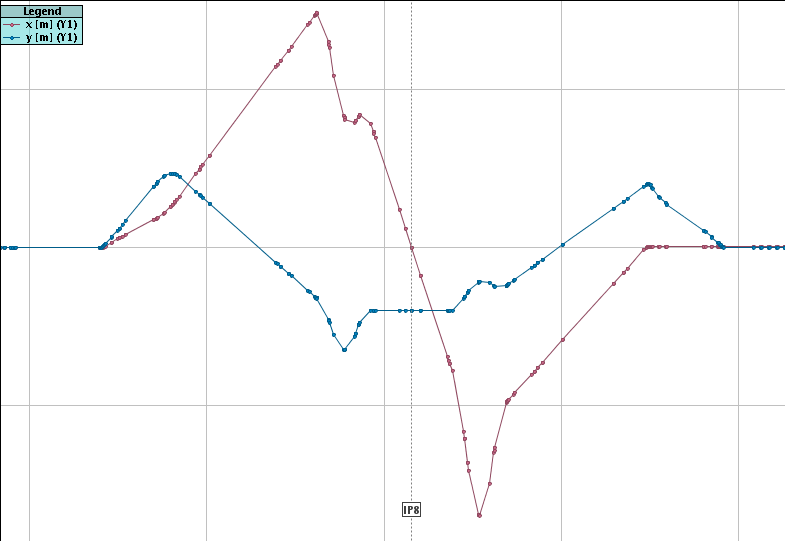 Legend
x [m] (Y1)
y [m] (Y1)
IP8